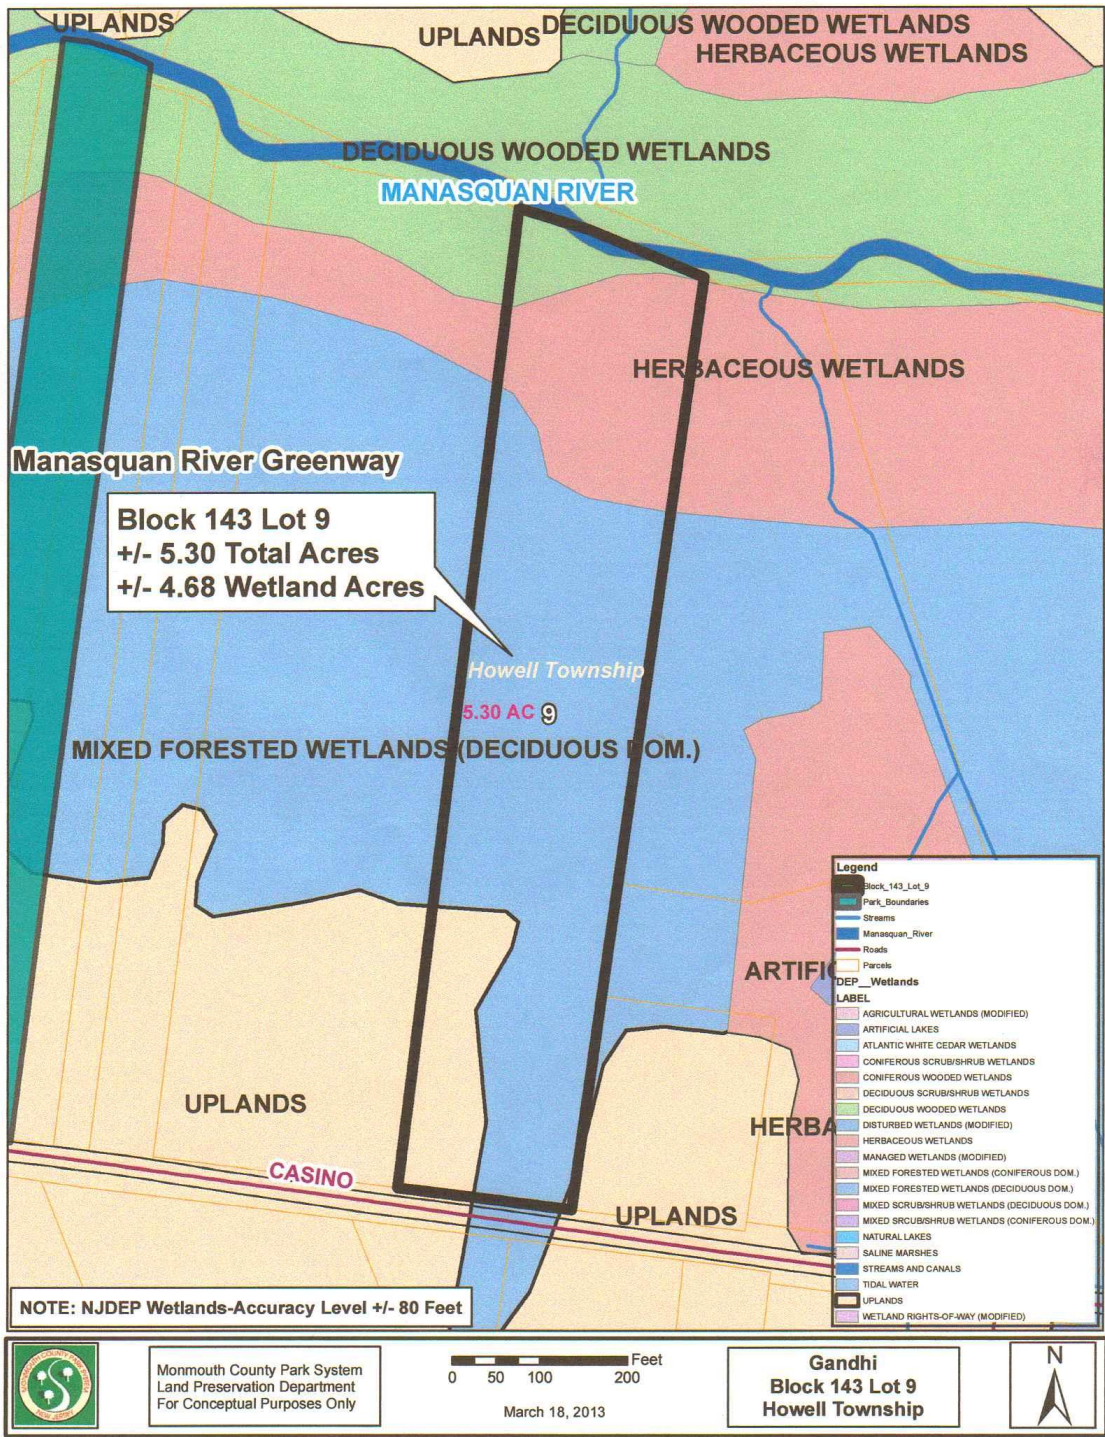 UPLANDS
UPLANDS
DECIDUOUS WOODED WETLANDS
HERBACEOUS WETLANDS
DECIDUOUS WOODED WETLANDS
MANASQUAN RIVER
HERBACEOUS WETLANDS
Manasquan River Greenway
Block 143 Lot 9
+/- 5.30 Total Acres
+/- 4.68 Wetland Acres
Howell Township
5.30 AC 9
MIXED FORESTED WETLANDS (DECIDUOUS DOM.)
ARTIFIC
HERBA
UPLANDS
CASINO
UPLANDS
Legend
Block_143_Lot_9
Park_Boundaries
Streams
Manasquan_River
Roads
Parcels
DEP__Wetlands
LABEL
AGRICULTURAL WETLANDS (MODIFIED)
ARTIFICIAL LAKES
ATLANTIC WHITE CEDAR WETLANDS
CONIFEROUS SCRUB/SHRUB WETLANDS
CONIFEROUS WOODED WETLANDS
DECIDUOUS SCRUB/SHRUB WETLANDS
DECIDUOUS WOODED WETLANDS
DISTURBED WETLANDS (MODIFIED)
HERBACEOUS WETLANDS
MANAGED WETLANDS (MODIFIED)
MIXED FORESTED WETLANDS (CONIFEROUS DOM.)
MIXED FORESTED WETLANDS (DECIDUOUS DOM.)
MIXED SCRUB/SHRUB WETLANDS (DECIDUOUS DOM.)
MIXED SRCUB/SHRUB WETLANDS (CONIFEROUS DOM.)
NATURAL LAKES
SALINE MARSHES
STREAMS AND CANALS
TIDAL WATER
UPLANDS
WETLAND RIGHTS-OF-WAY (MODIFIED)
NOTE: NJDEP Wetlands-Accuracy Level +/- 80 Feet
MONMOUTH COUNTY PARK SYSTEM
NEW JERSEY
Monmouth County Park System
Land Preservation Department
For Conceptual Purposes Only
Feet
0 50 100 200
March 18, 2013
Gandhi
Block 143 Lot 9
Howell Township
N